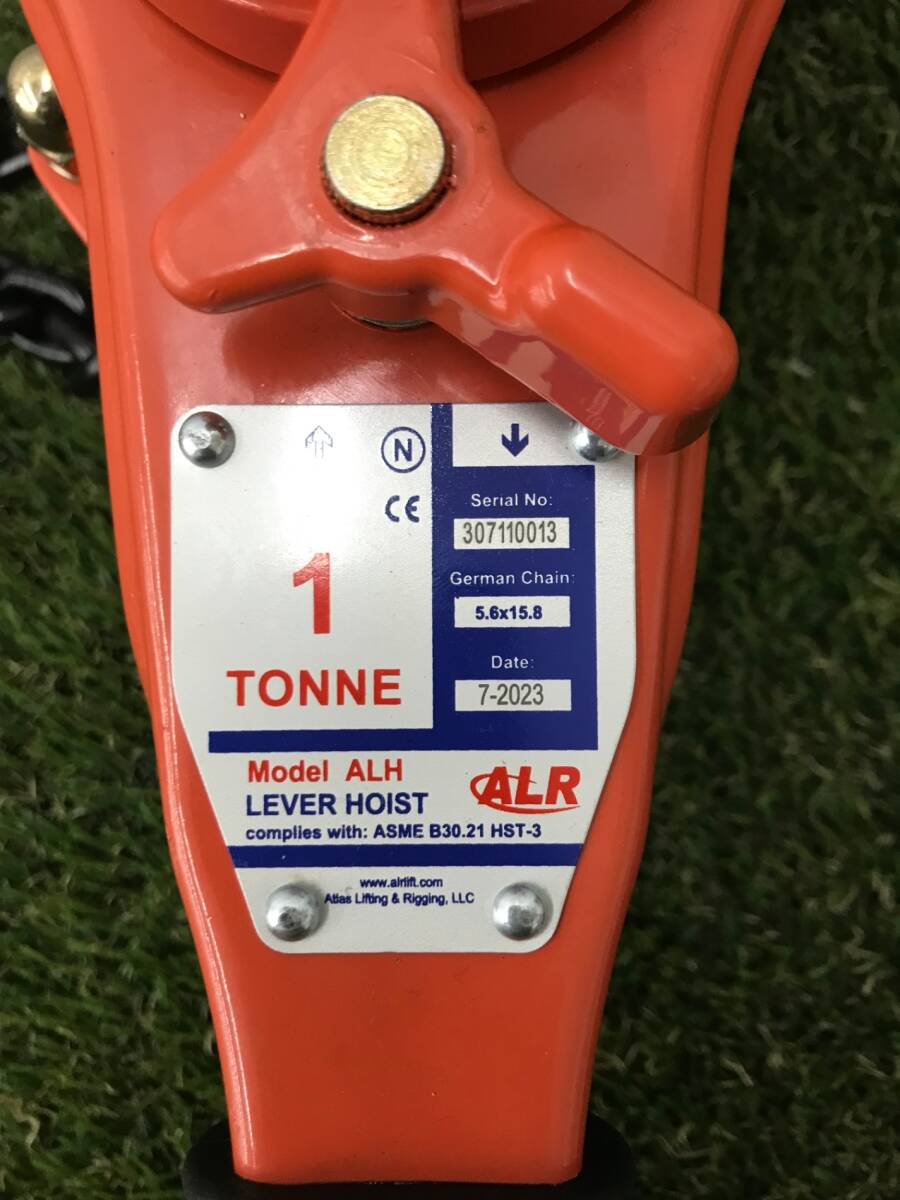 N
CE
1
TONNE
Serial No:
307110013
German Chain:
5.6x15.8
Date:
7-2023
Model ALH
LEVER HOIST
complies with: ASME B30.21 HST-3
ALR
www.alrlift.com
Atlas Lifting & Rigging, LLC